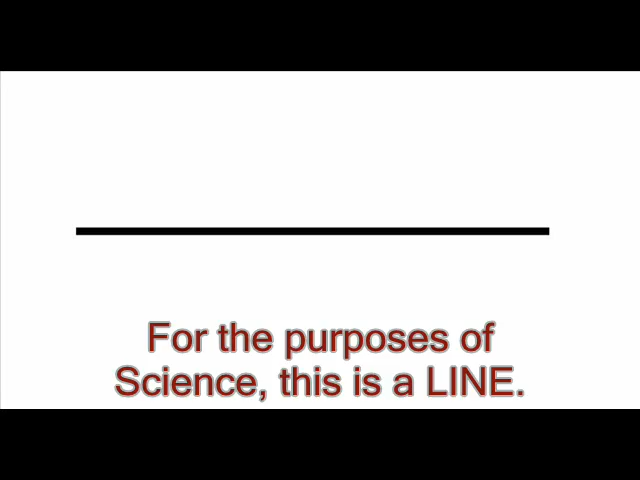 For the purposes of
Science, this is a LINE.